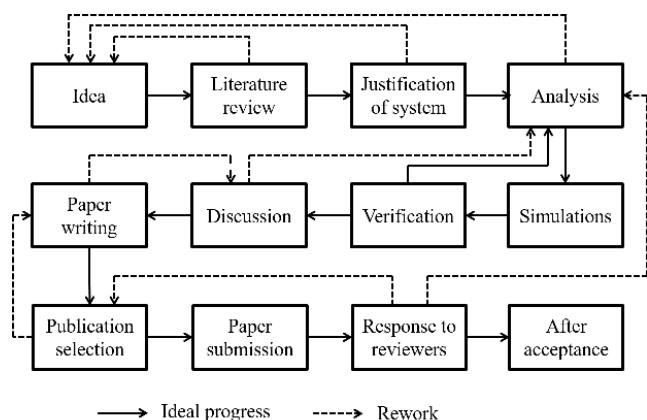 Idea
Literature
review
Justification
of system
Analysis
Paper
writing
Discussion
Verification
Simulations
Publication
selection
Paper
submission
Response to
reviewers
After
acceptance
Ideal progress
Rework